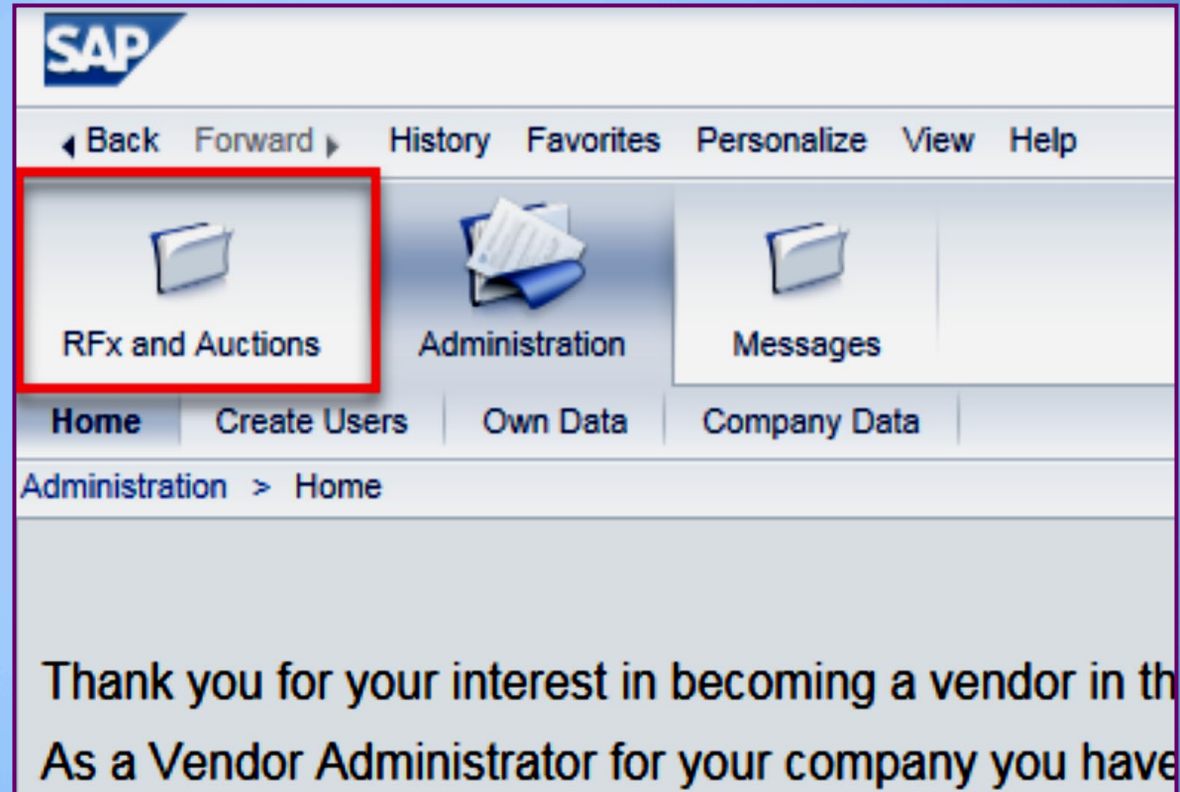 SAP
Back Forward History Favorites Personalize View Help
RFx and Auctions Administration Messages
Home Create Users Own Data Company Data
Administration > Home
Thank you for your interest in becoming a vendor in th
As a Vendor Administrator for your company you have